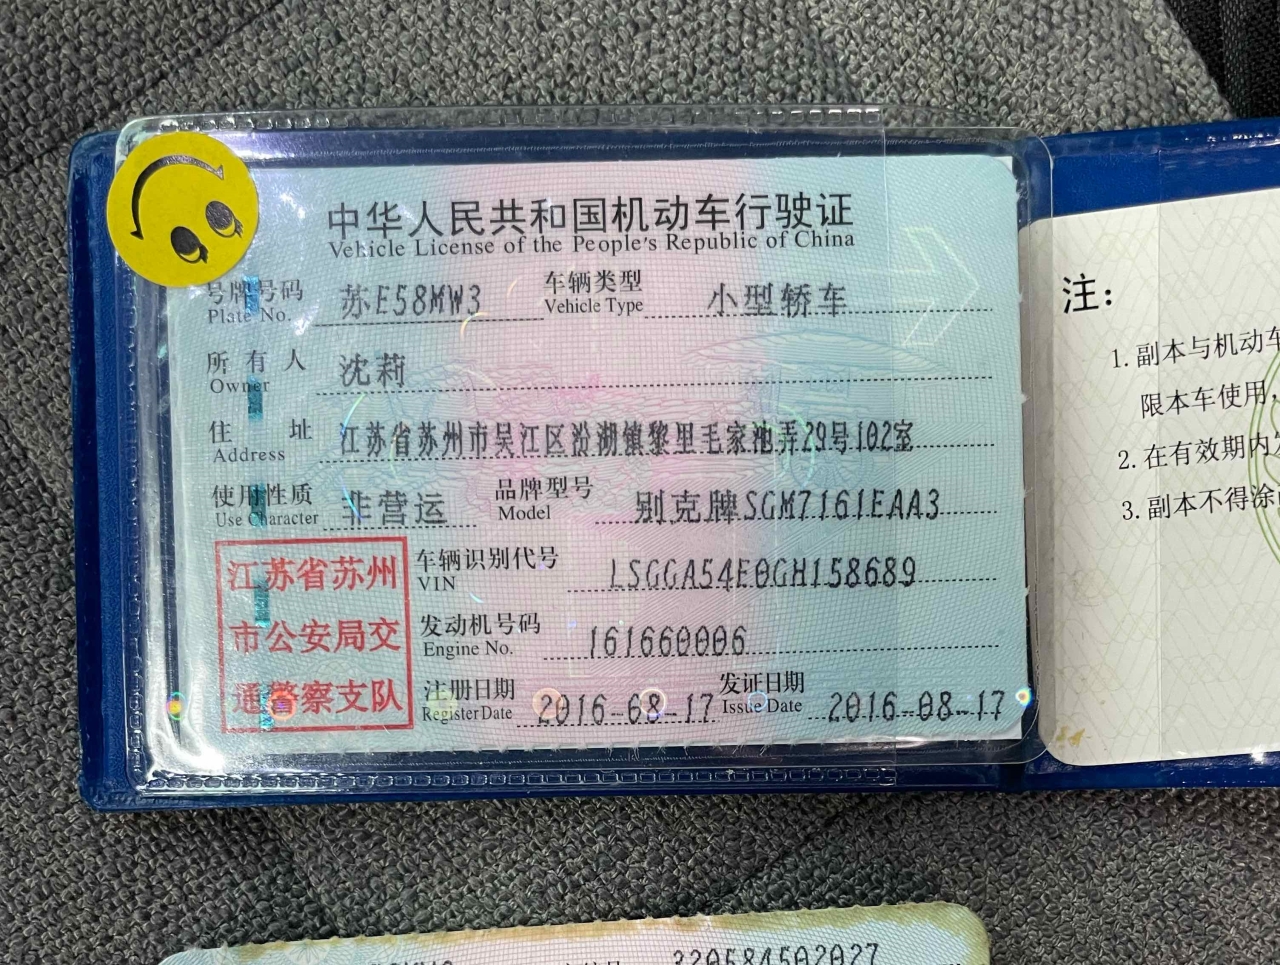 中华人民共和国机动车行驶证
Vehicle License of the People's Republic of China
号牌号码 苏E58MW3 车辆类型 小型轿车
Plate No. Vehicle Type
所有人 沈莉
Owner
住址 江苏省苏州市吴江区汾湖镇黎里毛家池弄29号102室
Address
使用性质 非营运 品牌型号 别克牌SGM7161EAA3
Use Character Model
江苏省苏州
市公安局交
通警察支队
车辆识别代号 LSGGA54E0GH158689
VIN
发动机号码 161660006
Engine No.
注册日期 2016-08-17 发证日期 2016-08-17
Register Date Issue Date
注:
1.副本与机动车
限本车使用,
2.在有效期内
3.副本不得涂
320584502027